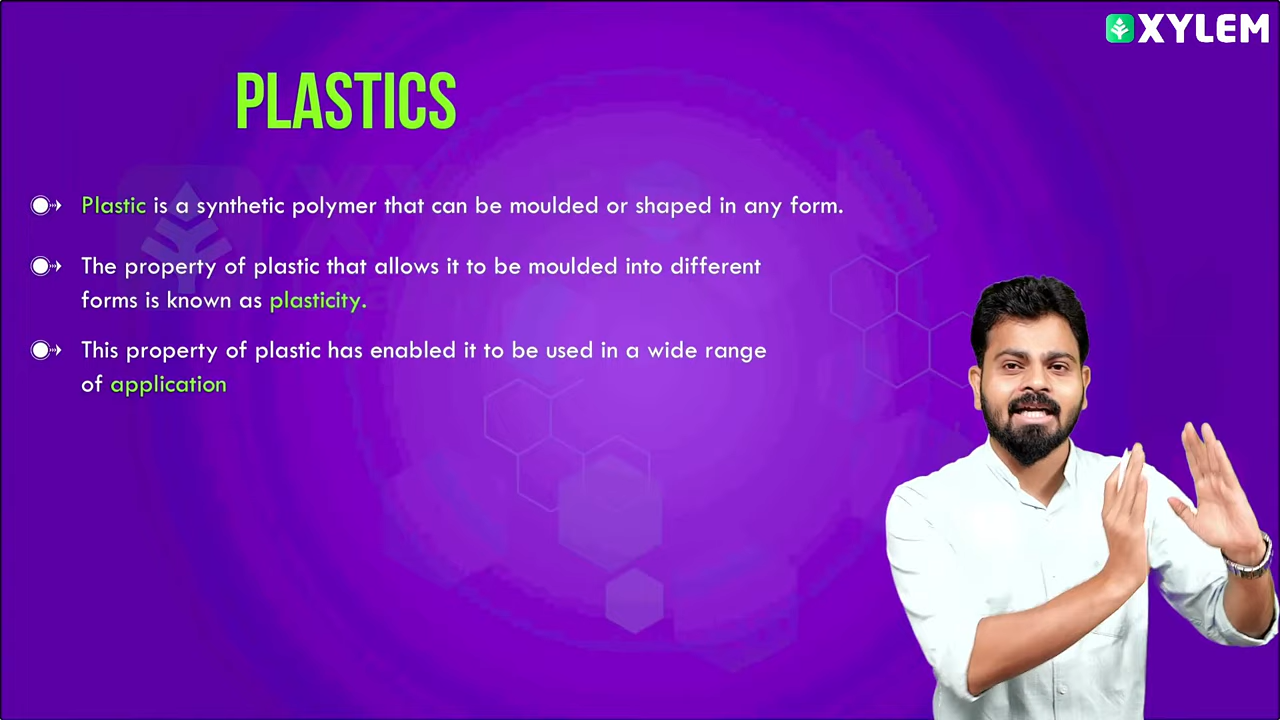 XYLEM
PLASTICS
Plastic is a synthetic polymer that can be moulded or shaped in any form.
The property of plastic that allows it to be moulded into different
forms is known as plasticity.
This property of plastic has enabled it to be used in a wide range
of application